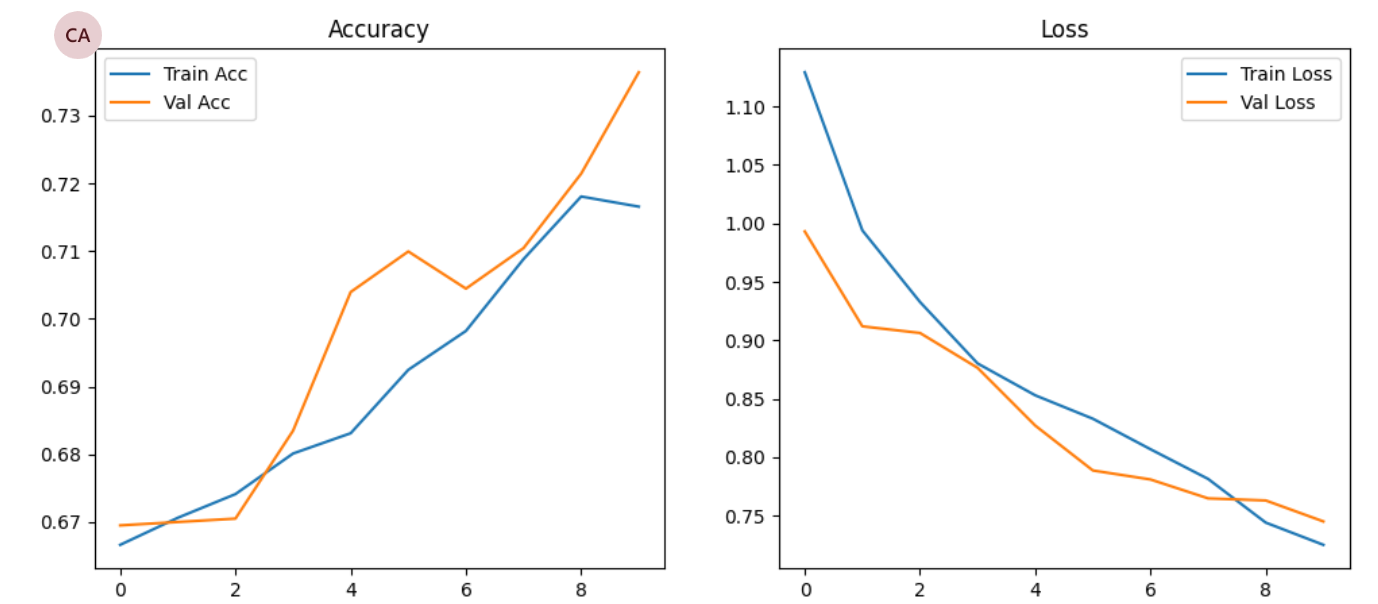 CA
Accuracy
Train Acc
Val Acc
0.73
0.72
0.71
0.70
0.69
0.68
0.67
0 2 4 6 8
Loss
Train Loss
Val Loss
1.10
1.05
1.00
0.95
0.90
0.85
0.80
0.75
0 2 4 6 8